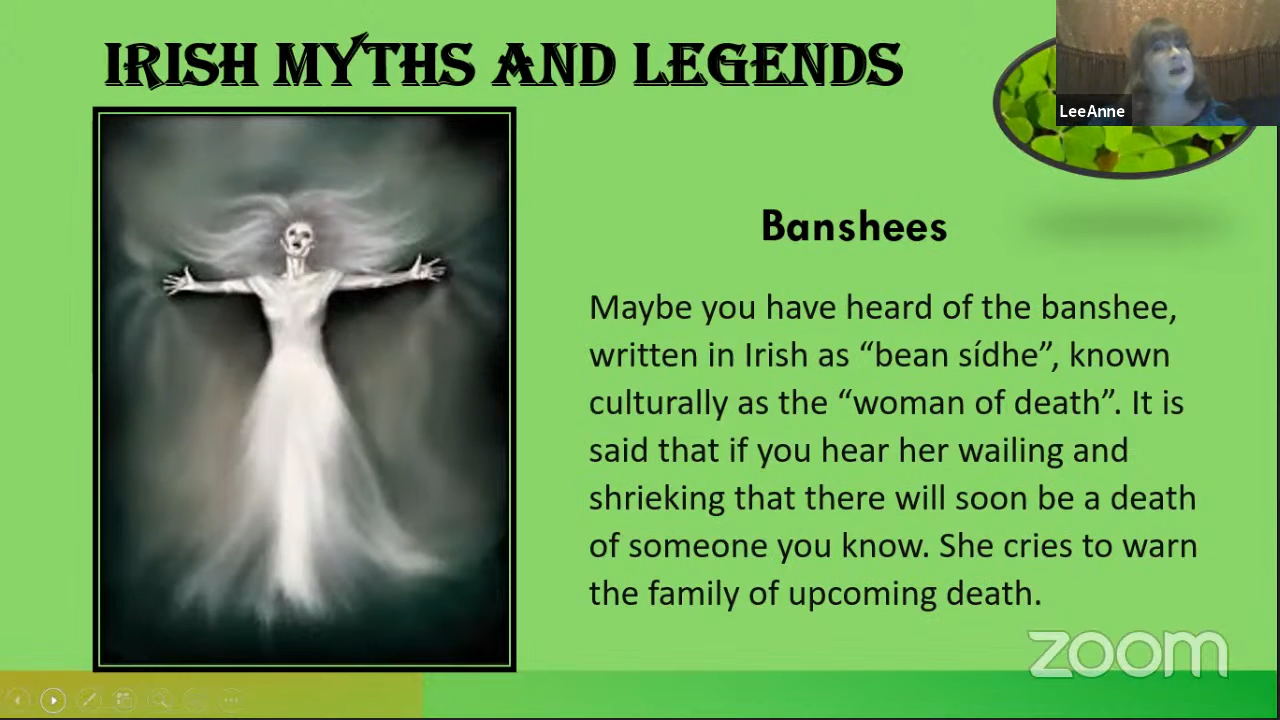 IRISH MYTHS AND LEGENDS
LeeAnne
Banshees
Maybe you have heard of the banshee,
written in Irish as “bean sídhe”, known
culturally as the “woman of death”. It is
said that if you hear her wailing and
shrieking that there will soon be a death
of someone you know. She cries to warn
the family of upcoming death.
zoom